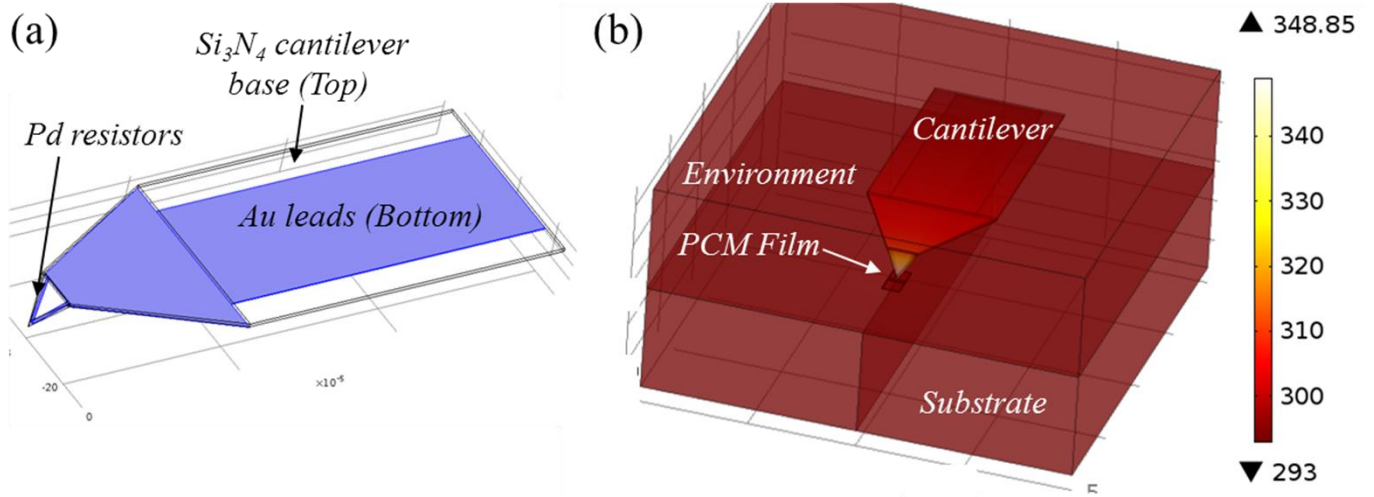 (a)
Si₃N₄ cantilever
base (Top)
Pd resistors
Au leads (Bottom)
-20
0
×10⁻⁵
(b)
Cantilever
Environment
PCM Film
Substrate
▲ 348.85
340
330
320
310
300
▼ 293